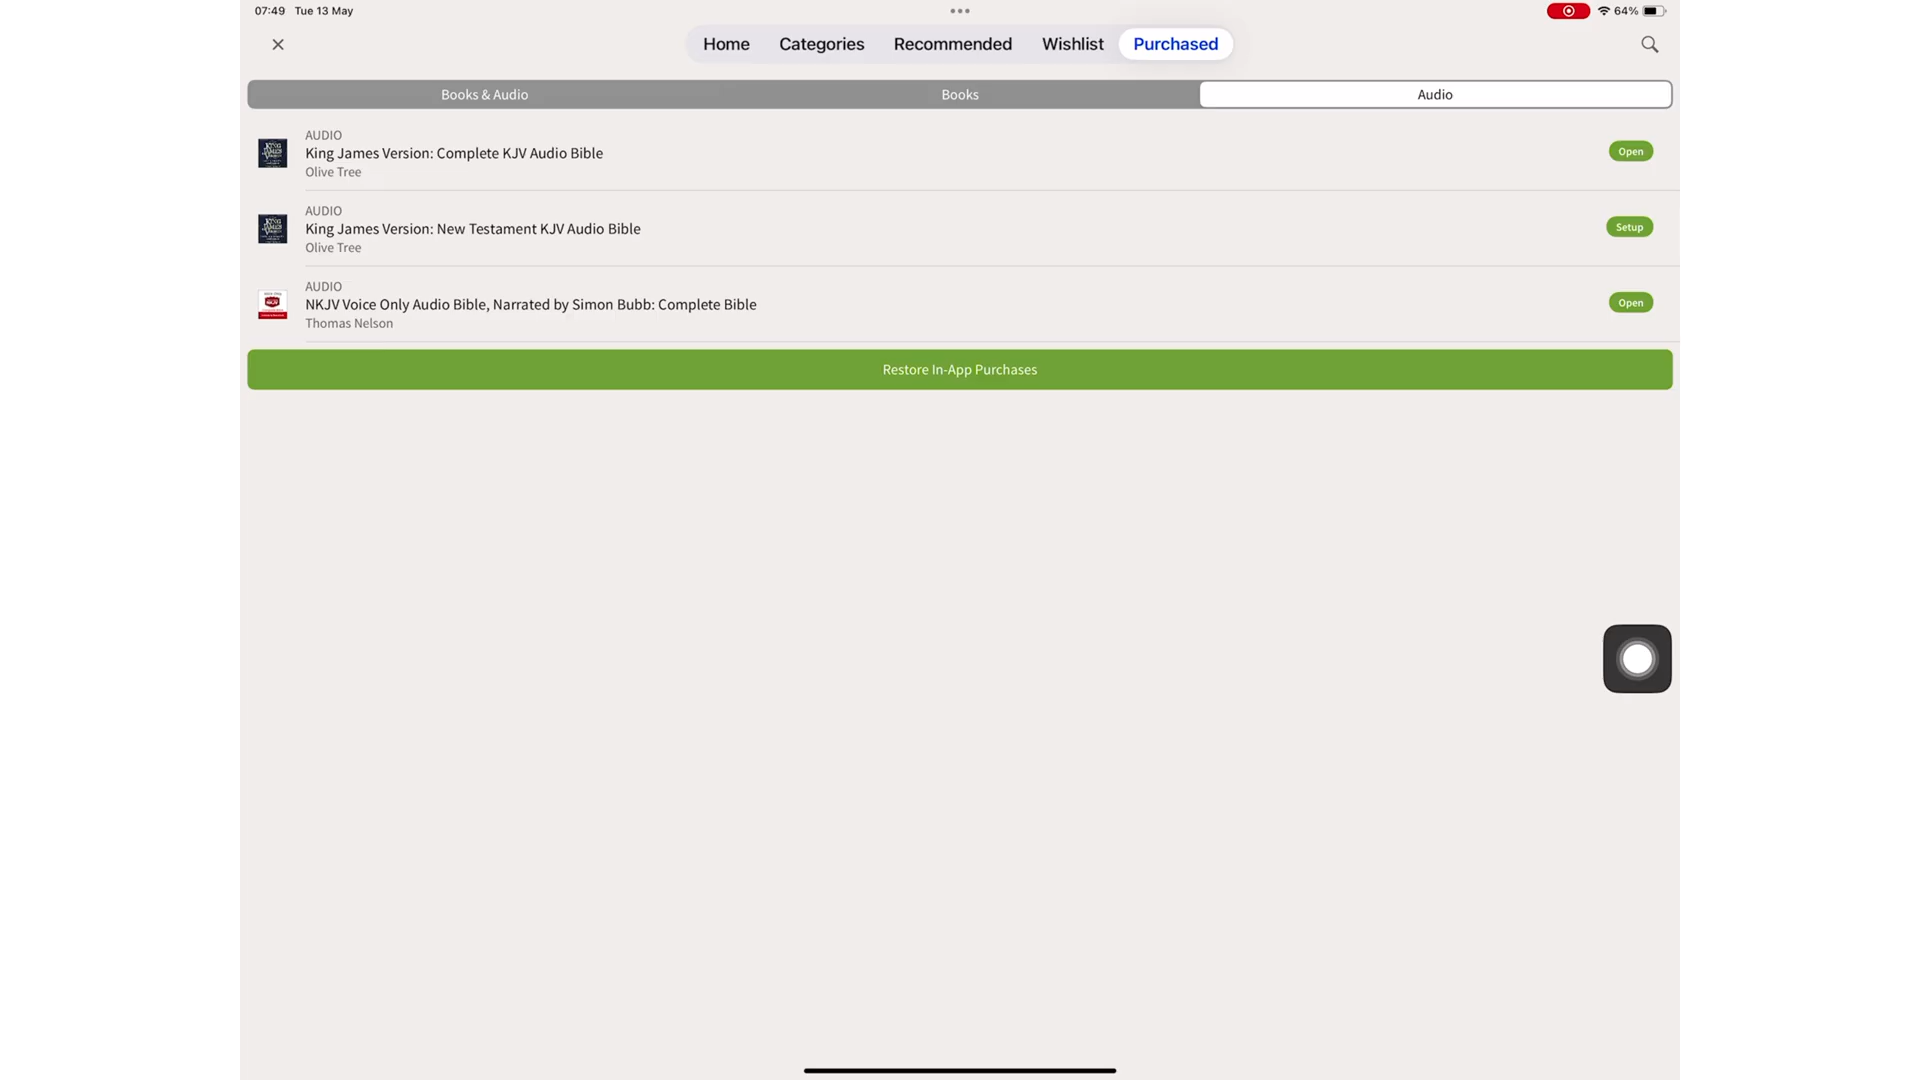 07:49 Tue 13 May
64%
Home Categories Recommended Wishlist Purchased
Books & Audio Books Audio
AUDIO
King James Version: Complete KJV Audio Bible
Olive Tree
Open
AUDIO
King James Version: New Testament KJV Audio Bible
Olive Tree
Setup
AUDIO
NKJV Voice Only Audio Bible, Narrated by Simon Bubb: Complete Bible
Thomas Nelson
Open
Restore In-App Purchases